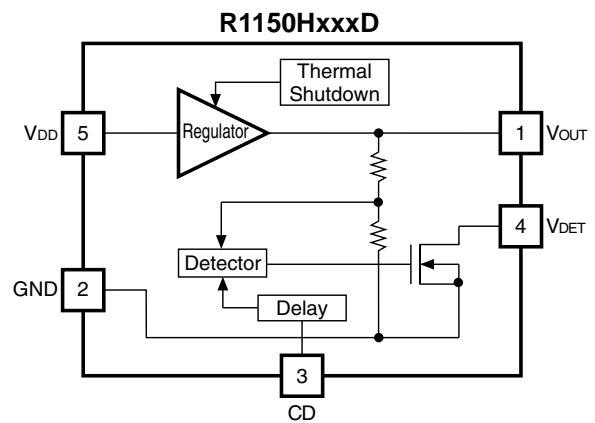 R1150HxxxD
Thermal
Shutdown
VDD
5
Regulator
1
VOUT
4
VDET
Detector
GND
2
Delay
3
CD